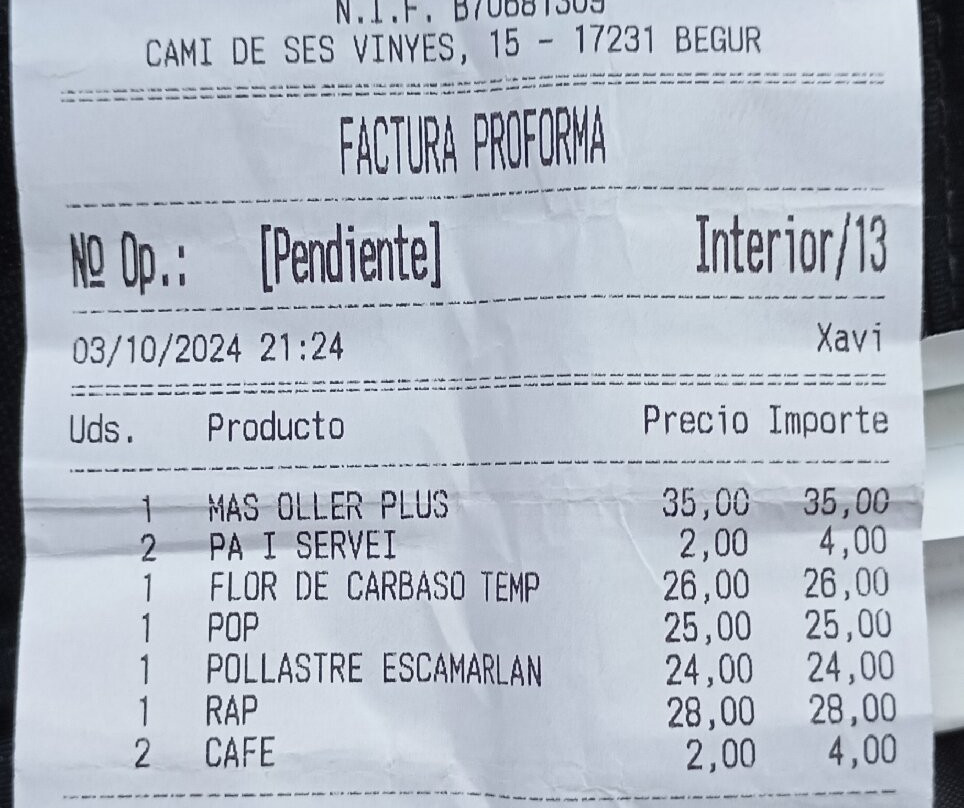 N.I.F. B70681309
CAMI DE SES VINYES, 15 - 17231 BEGUR
FACTURA PROFORMA
Nº Op.: [Pendiente] Interior/13
03/10/2024 21:24 Xavi
Uds. Producto Precio Importe
1 MAS OLLER PLUS 35,00 35,00
2 PA I SERVEI 2,00 4,00
1 FLOR DE CARBASO TEMP 26,00 26,00
1 POP 25,00 25,00
1 POLLASTRE ESCAMARLAN 24,00 24,00
1 RAP 28,00 28,00
2 CAFE 2,00 4,00